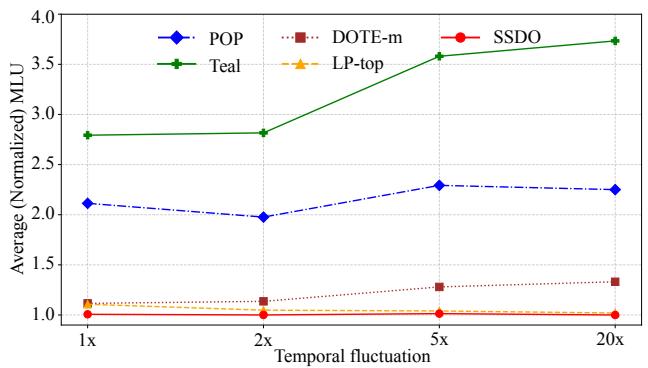 4.0
3.5
3.0
2.5
2.0
1.5
1.0
Average (Normalized) MLU
POP
DOTE-m
SSDO
Teal
LP-top
1x
2x
5x
20x
Temporal fluctuation